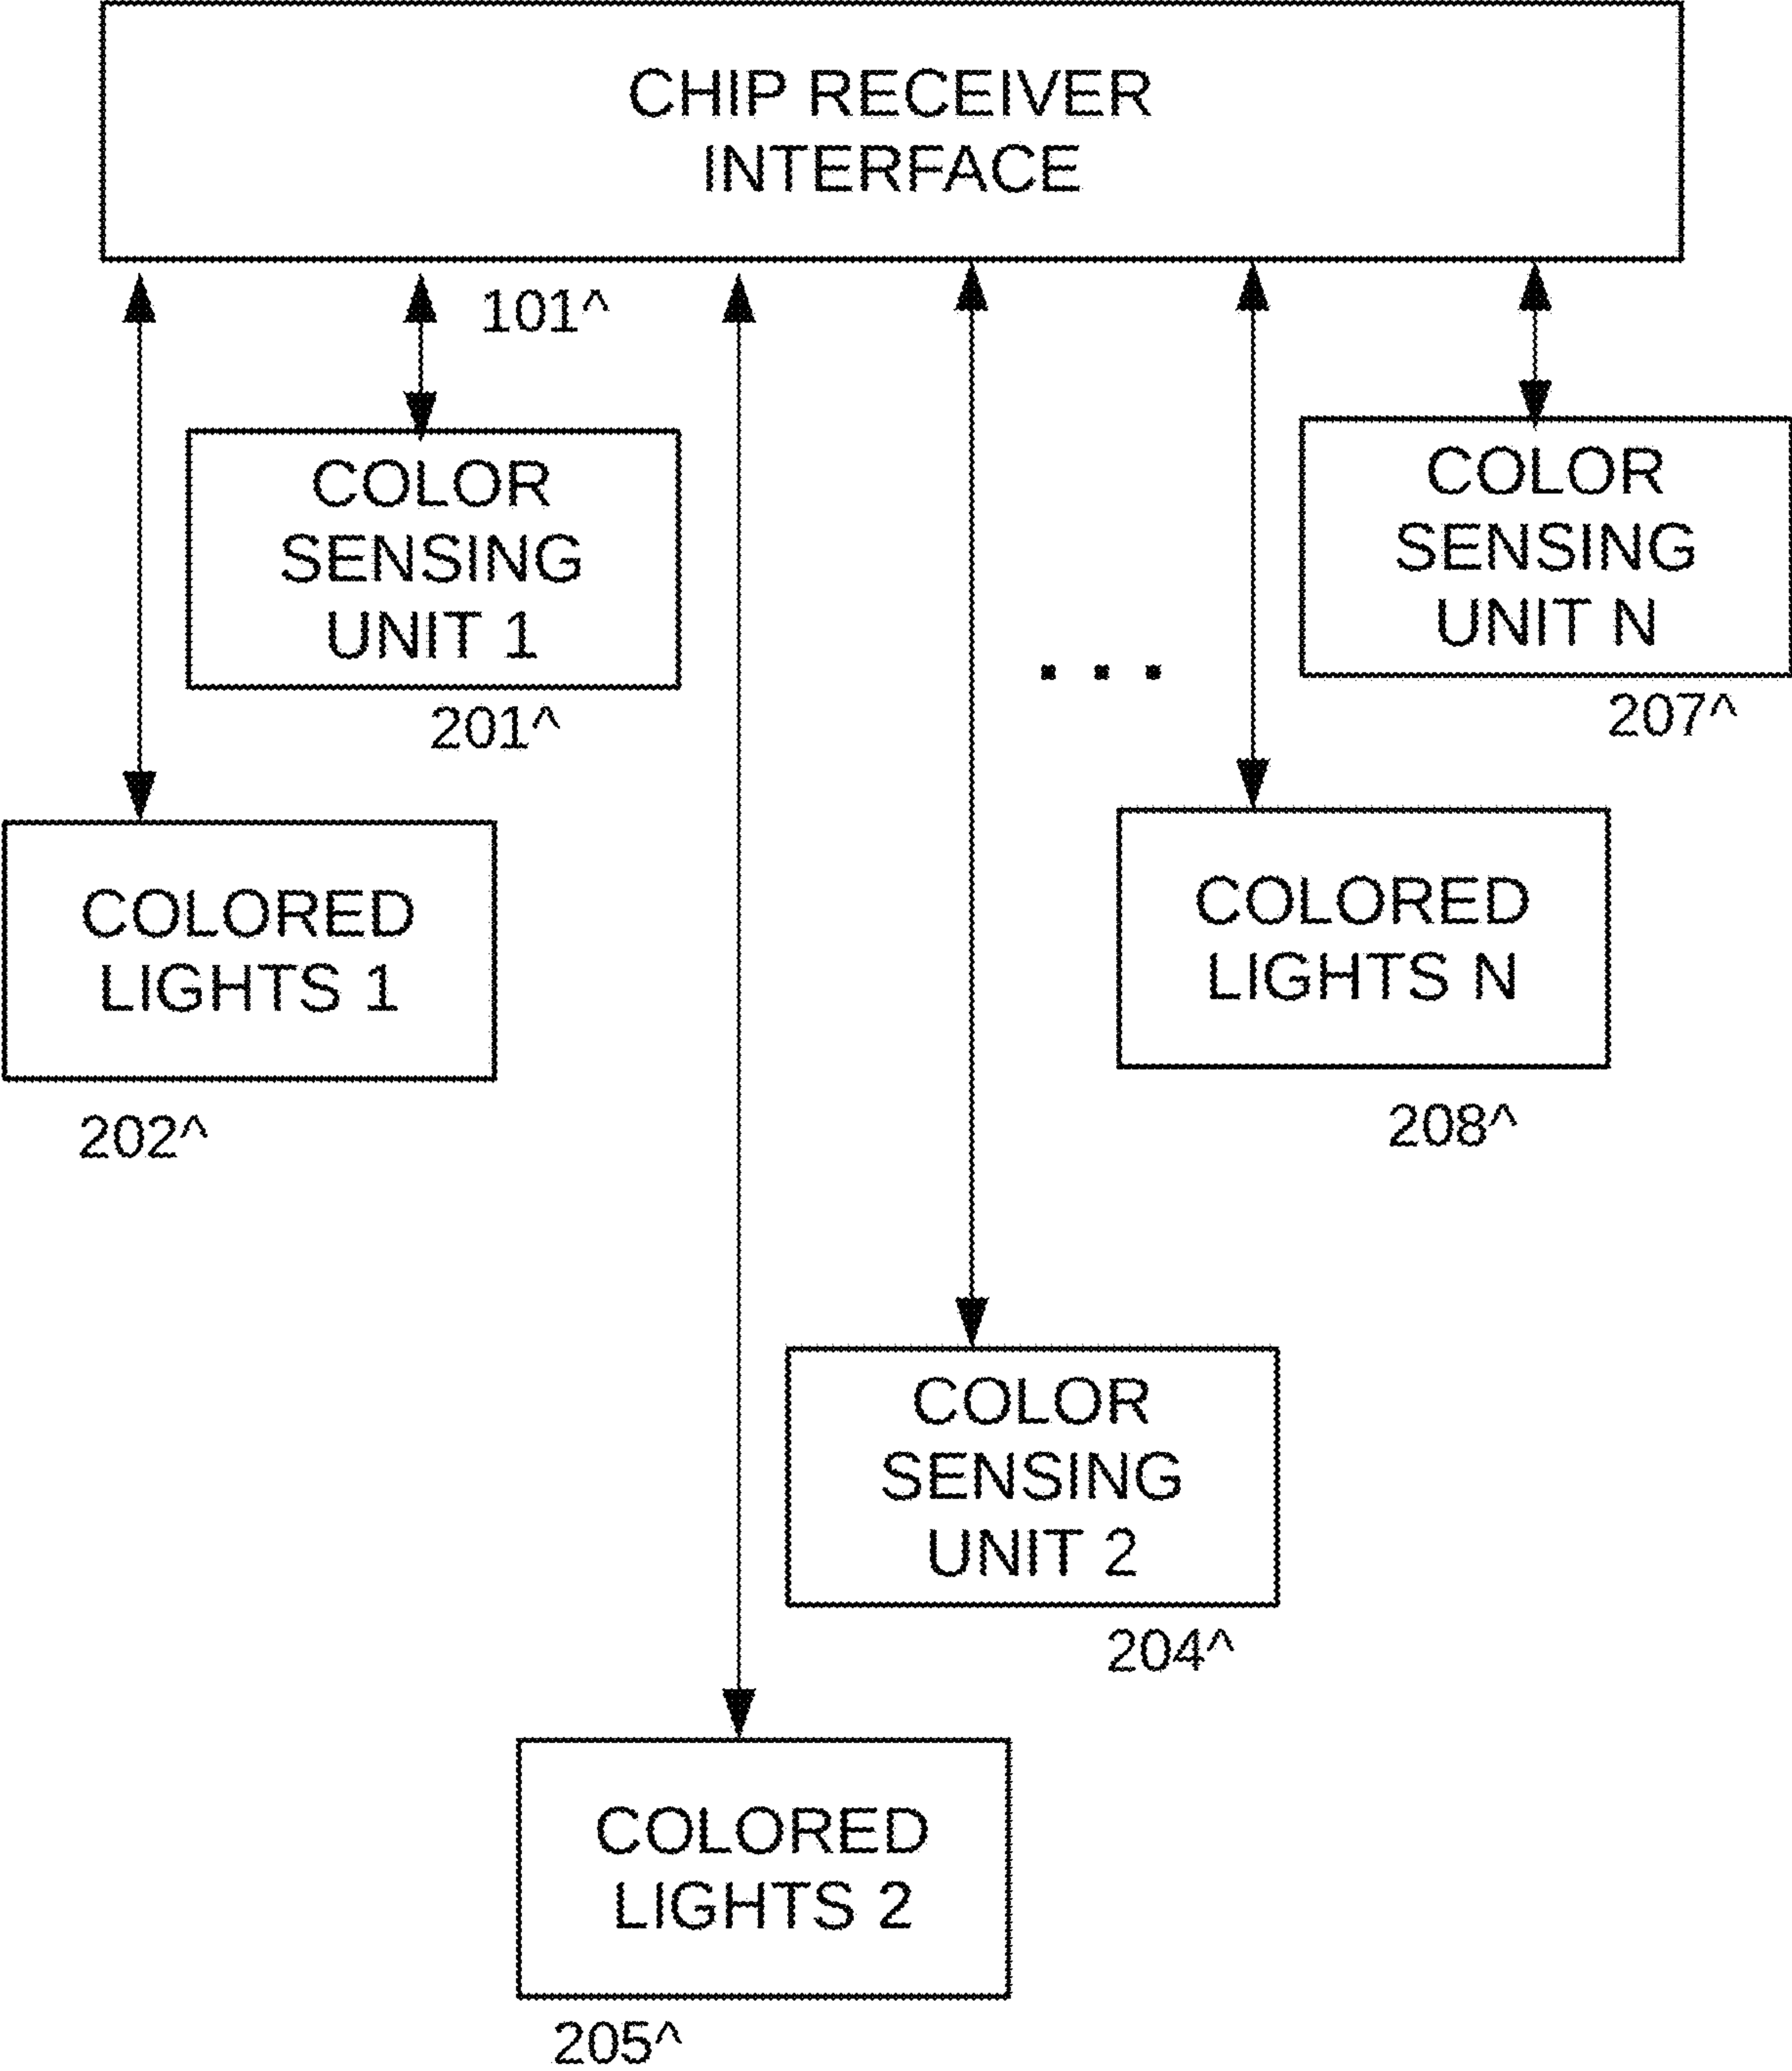 CHIP RECEIVER
INTERFACE
101^
COLOR
SENSING
UNIT 1
201^
COLOR
SENSING
UNIT N
207^
. . .
COLORED
LIGHTS 1
202^
COLORED
LIGHTS N
208^
COLOR
SENSING
UNIT 2
204^
COLORED
LIGHTS 2
205^